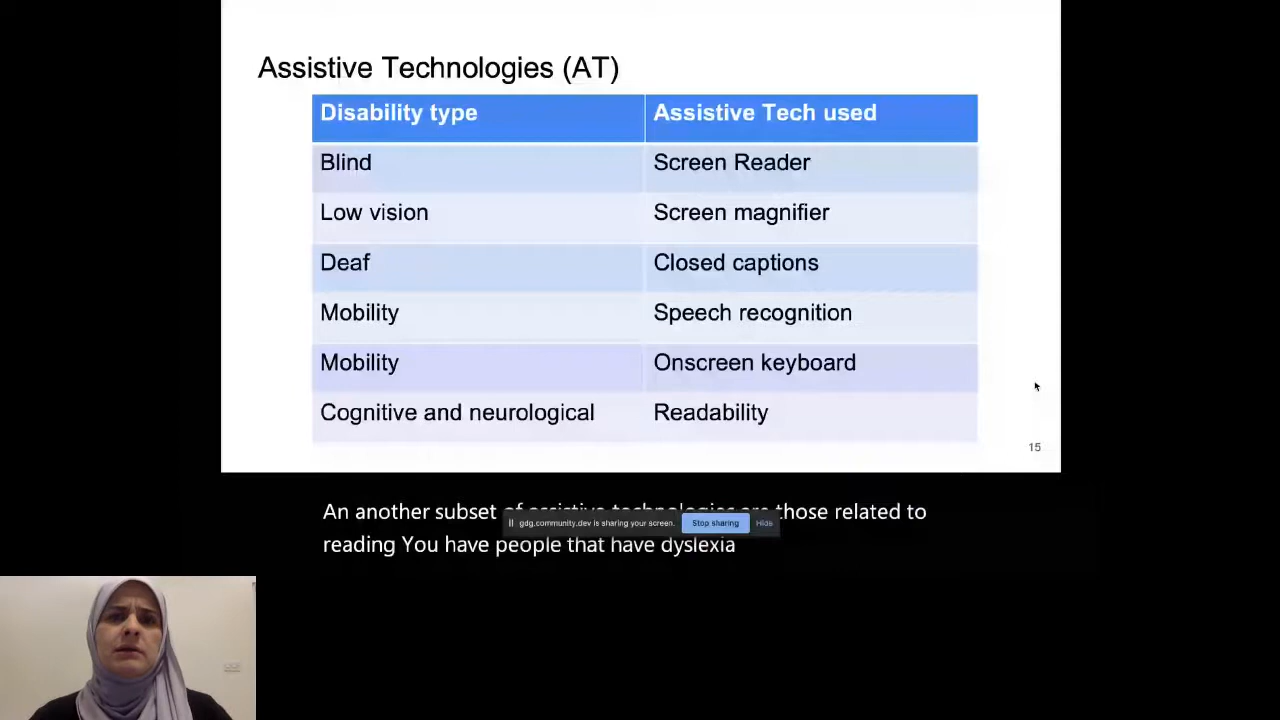 Assistive Technologies (AT)
Disability type Assistive Tech used
Blind Screen Reader
Low vision Screen magnifier
Deaf Closed captions
Mobility Speech recognition
Mobility Onscreen keyboard
Cognitive and neurological Readability
15
An another subset of assistive technologies are those related to
gdg.community.dev is sharing your screen. Stop sharing Hide
reading You have people that have dyslexia